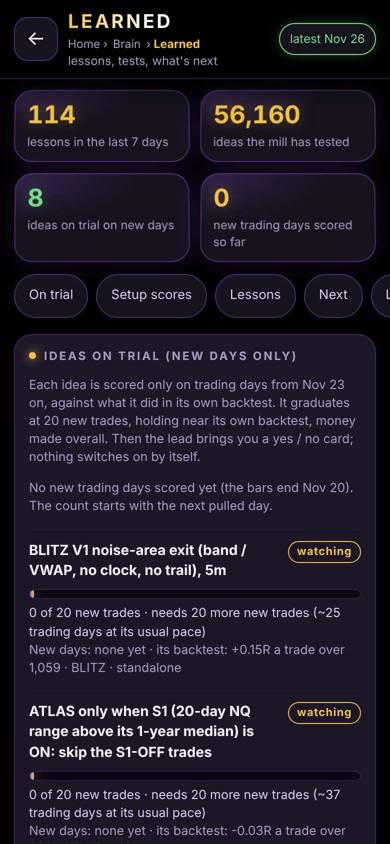 LEARNED
Home › Brain › Learned
lessons, tests, what's next
latest Nov 26
114
lessons in the last 7 days
56,160
ideas the mill has tested
8
ideas on trial on new days
0
new trading days scored
so far
On trial
Setup scores
Lessons
Next
IDEAS ON TRIAL (NEW DAYS ONLY)
Each idea is scored only on trading days from Nov 23
on, against what it did in its own backtest. It graduates
at 20 new trades, holding near its own backtest, money
made overall. Then the lead brings you a yes / no card;
nothing switches on by itself.
No new trading days scored yet (the bars end Nov 20).
The count starts with the next pulled day.
BLITZ V1 noise-area exit (band /
VWAP, no clock, no trail), 5m
watching
0 of 20 new trades · needs 20 more new trades (~25
trading days at its usual pace)
New days: none yet · its backtest: +0.15R a trade over
1,059 · BLITZ · standalone
ATLAS only when S1 (20-day NQ
range above its 1-year median) is
ON: skip the S1-OFF trades
watching
0 of 20 new trades · needs 20 more new trades (~37
trading days at its usual pace)
New days: none yet · its backtest: -0.03R a trade over